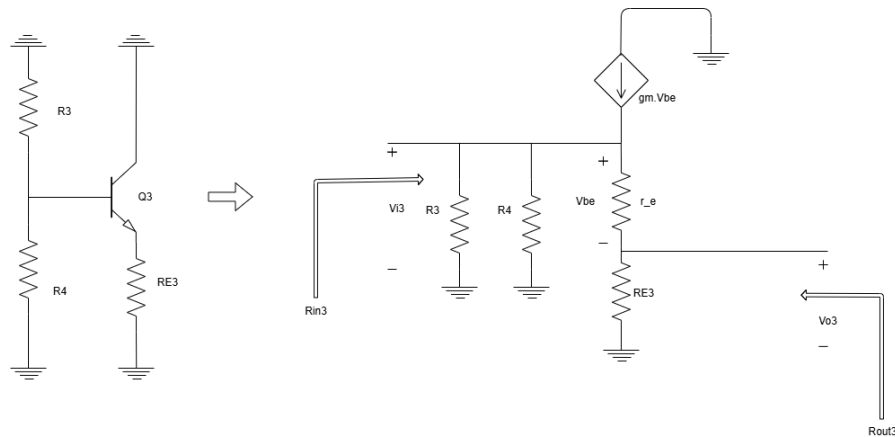 R3
Q3
R4
RE3
gm.Vbe
+
+
Vi3
R3
R4
Vbe
r_e
−
−
Rin3
RE3
+
Vo3
−
Rout3